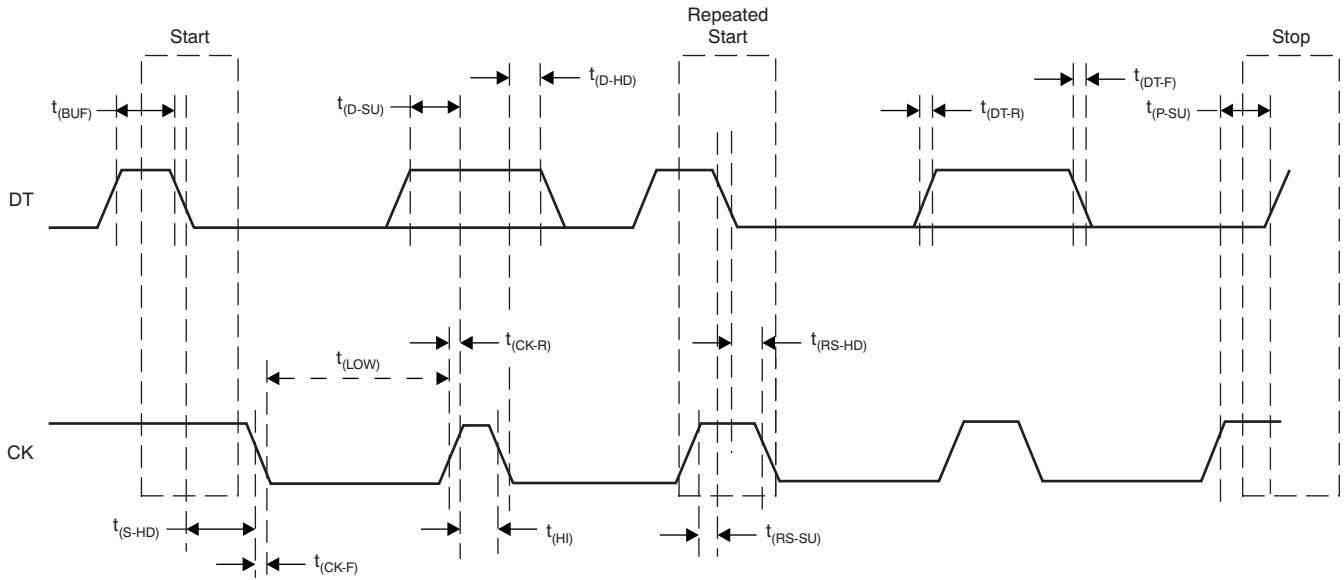 Start
Repeated
Start
Stop
t(BUF)
t(D-SU)
t(D-HD)
t(DT-R)
t(DT-F)
t(P-SU)
DT
t(LOW)
t(CK-R)
t(RS-HD)
CK
t(S-HD)
t(CK-F)
t(HI)
t(RS-SU)